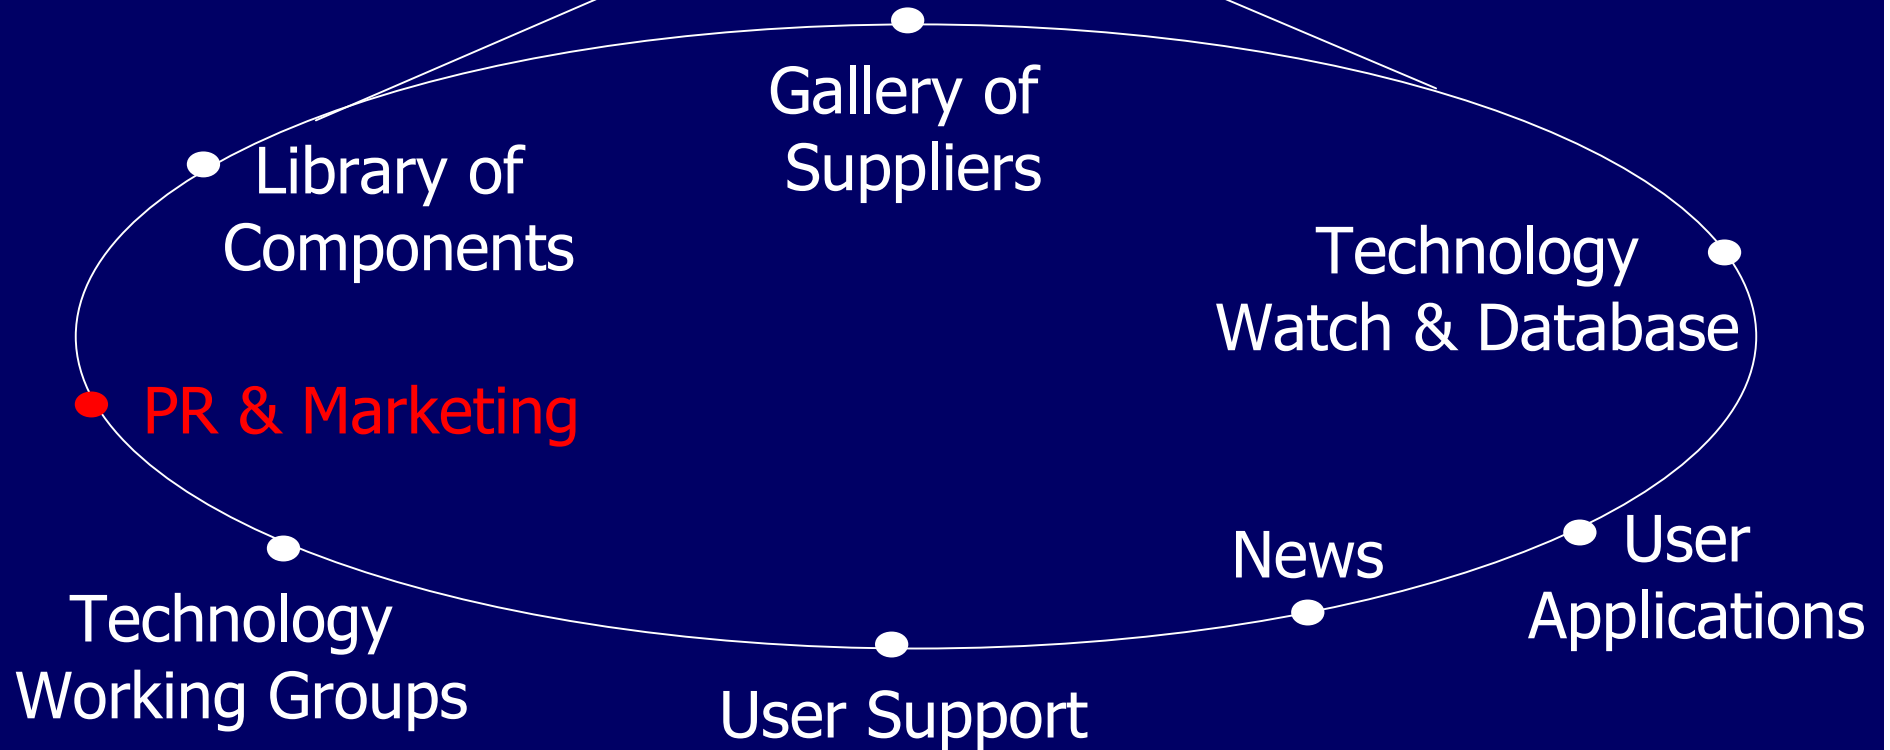 Gallery of
Suppliers
Library of
Components
Technology
Watch & Database
PR & Marketing
News
User
Applications
Technology
Working Groups
User Support